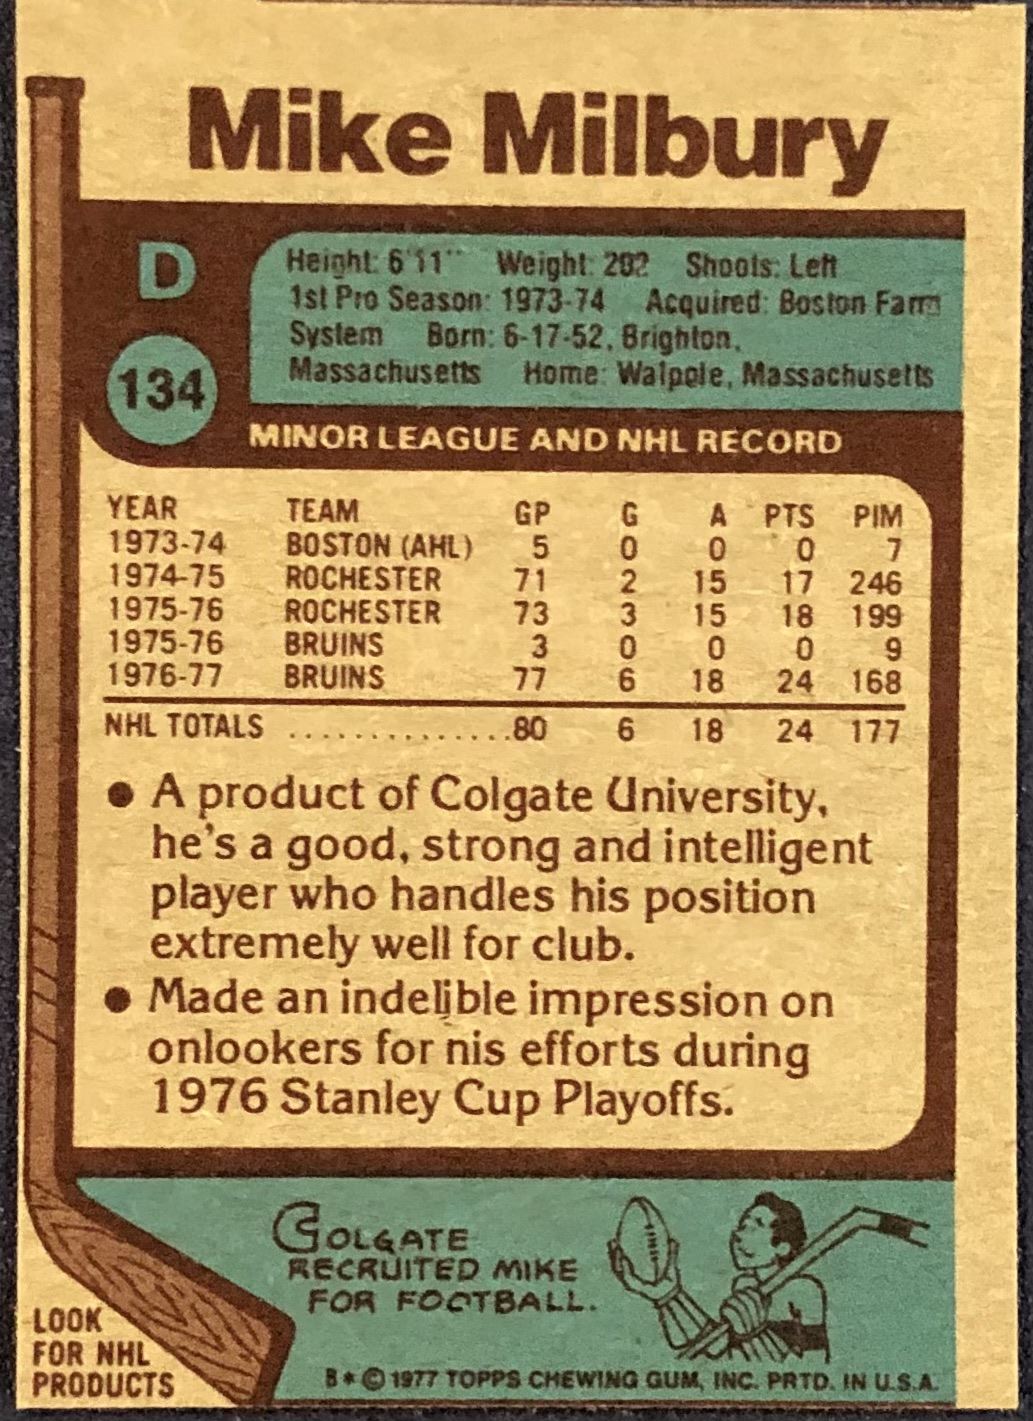 Mike Milbury
D
134
Height: 6'11" Weight: 202 Shoots: Left
1st Pro Season: 1973-74 Acquired: Boston Farm
System Born: 6-17-52, Brighton,
Massachusetts Home: Walpole, Massachusetts
MINOR LEAGUE AND NHL RECORD
YEAR TEAM GP G A PTS PIM
1973-74 BOSTON (AHL) 5 0 0 0 7
1974-75 ROCHESTER 71 2 15 17 246
1975-76 ROCHESTER 73 3 15 18 199
1975-76 BRUINS 3 0 0 0 9
1976-77 BRUINS 77 6 18 24 168
NHL TOTALS ..............80 6 18 24 177
● A product of Colgate University,
he's a good, strong and intelligent
player who handles his position
extremely well for club.
● Made an indelible impression on
onlookers for his efforts during
1976 Stanley Cup Playoffs.
COLGATE
RECRUITED MIKE
FOR FOOTBALL.
LOOK
FOR NHL
PRODUCTS
B * © 1977 TOPPS CHEWING GUM, INC. PRTD. IN U.S.A.